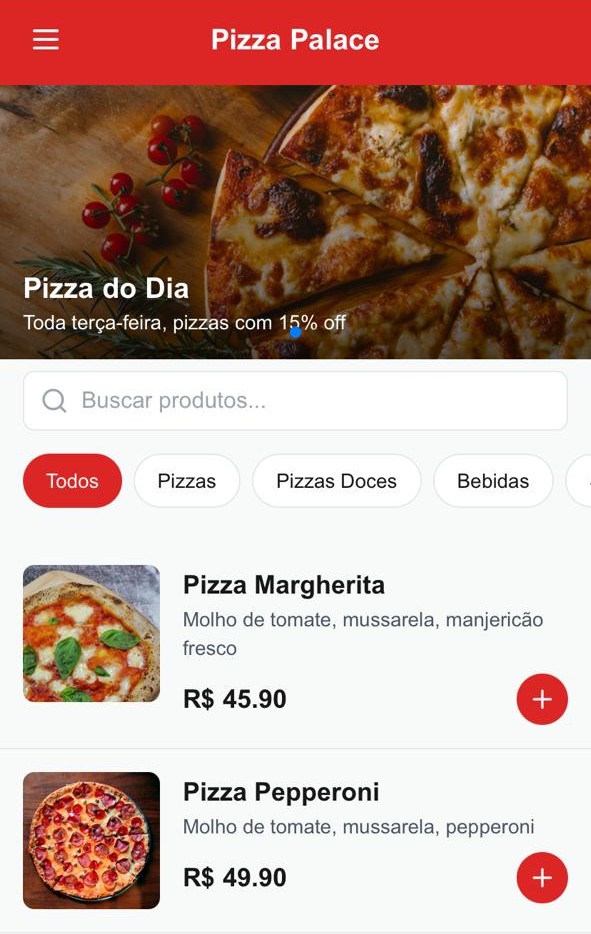 Pizza Palace
Pizza do Dia
Toda terça-feira, pizzas com 15% off
Buscar produtos...
Todos
Pizzas
Pizzas Doces
Bebidas
Pizza Margherita
Molho de tomate, mussarela, manjericão
fresco
R$ 45.90
Pizza Pepperoni
Molho de tomate, mussarela, pepperoni
R$ 49.90